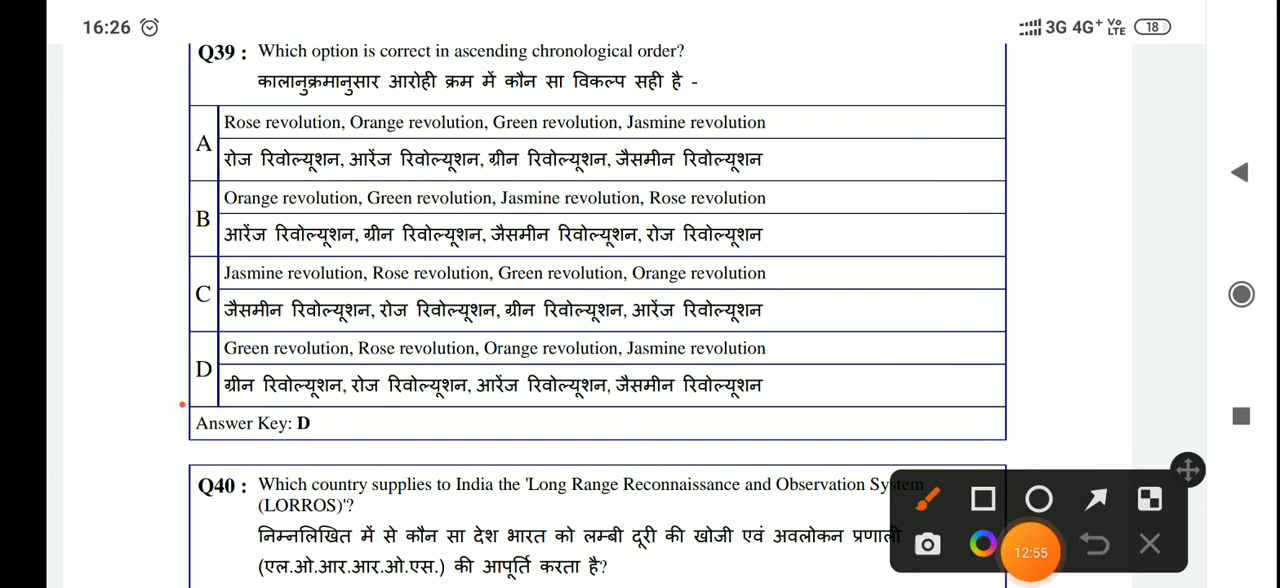 16:26
3G 4G+ Vo LTE 18
Q39 : Which option is correct in ascending chronological order?
कालानुक्रमानुसार आरोही क्रम में कौन सा विकल्प सही है -
A
Rose revolution, Orange revolution, Green revolution, Jasmine revolution
रोज रिवोल्यूशन, आरेंज रिवोल्यूशन, ग्रीन रिवोल्यूशन, जैसमीन रिवोल्यूशन
B
Orange revolution, Green revolution, Jasmine revolution, Rose revolution
आरेंज रिवोल्यूशन, ग्रीन रिवोल्यूशन, जैसमीन रिवोल्यूशन, रोज रिवोल्यूशन
C
Jasmine revolution, Rose revolution, Green revolution, Orange revolution
जैसमीन रिवोल्यूशन, रोज रिवोल्यूशन, ग्रीन रिवोल्यूशन, आरेंज रिवोल्यूशन
D
Green revolution, Rose revolution, Orange revolution, Jasmine revolution
ग्रीन रिवोल्यूशन, रोज रिवोल्यूशन, आरेंज रिवोल्यूशन, जैसमीन रिवोल्यूशन
Answer Key: D
Q40 : Which country supplies to India the 'Long Range Reconnaissance and Observation System
(LORROS)'?
निम्नलिखित में से कौन सा देश भारत को लम्बी दूरी की खोजी एवं अवलोकन प्रणाली
(एल.ओ.आर.आर.ओ.एस.) की आपूर्ति करता है?
12:55